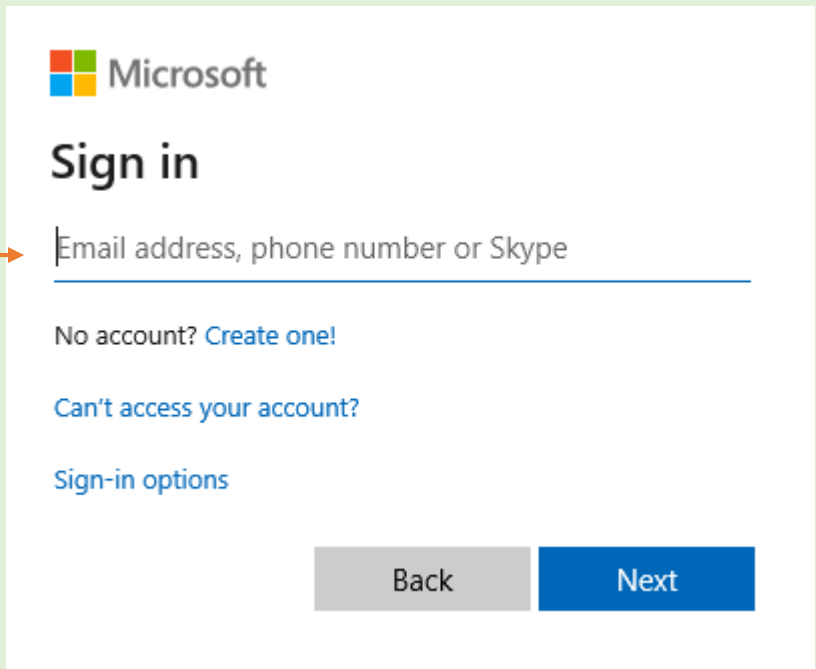 Microsoft
Sign in
Email address, phone number or Skype
No account? Create one!
Can't access your account?
Sign-in options
Back Next